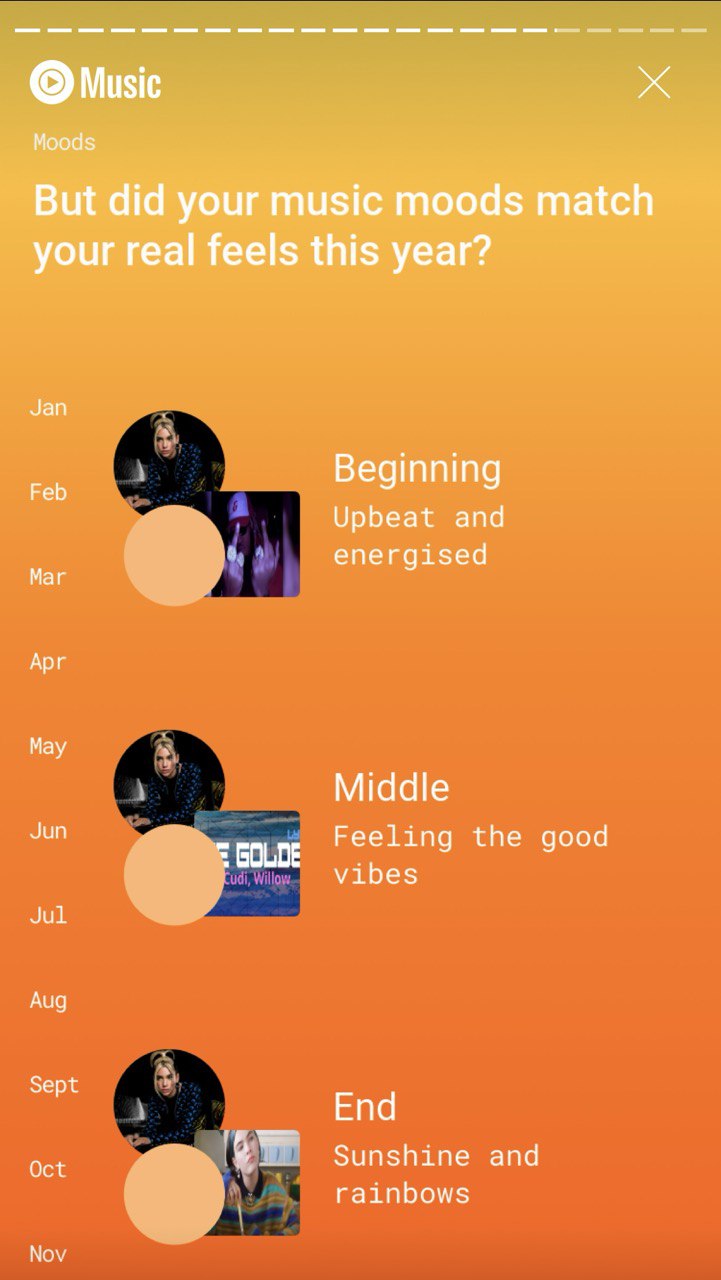 Music
Moods
But did your music moods match
your real feels this year?
Jan
Feb
Mar
Apr
May
Jun
Jul
Aug
Sept
Oct
Nov
Beginning
Upbeat and
energised
Middle
Feeling the good
vibes
E GOLDE
Cudi, Willow
End
Sunshine and
rainbows